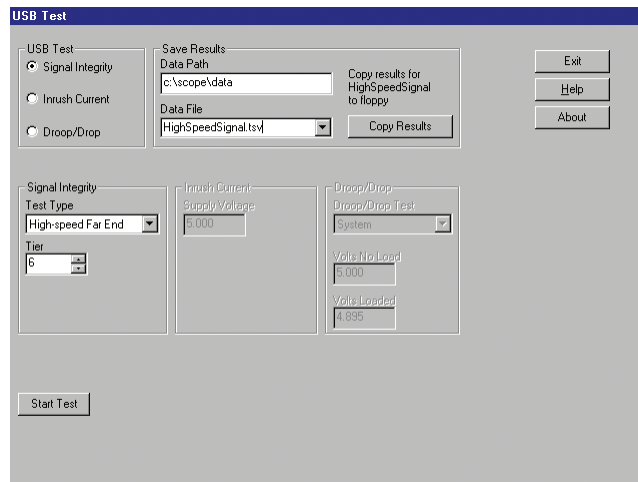 USB Test
USB Test
Signal Integrity
Inrush Current
Droop/Drop
Save Results
Data Path
c:\scope\data
Data File
HighSpeedSignal.tsv
Copy results for
HighSpeedSignal
to floppy
Copy Results
Exit
Help
About
Signal Integrity
Test Type
High-speed Far End
Tier
6
Inrush Current
Supply Voltage
5.000
Droop/Drop
Droop/Drop Test
System
Volts No Load
5.000
Volts Loaded
4.895
Start Test